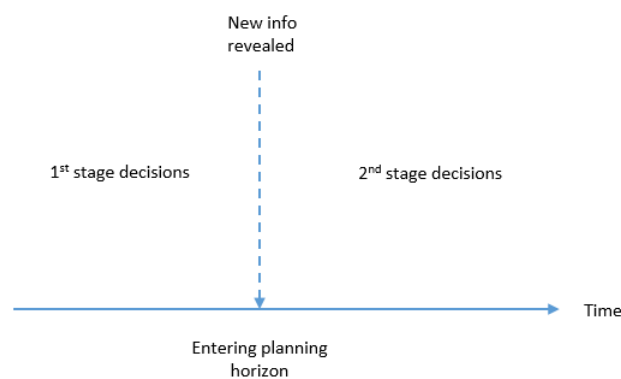 New info
revealed
1st stage decisions
2nd stage decisions
Time
Entering planning
horizon